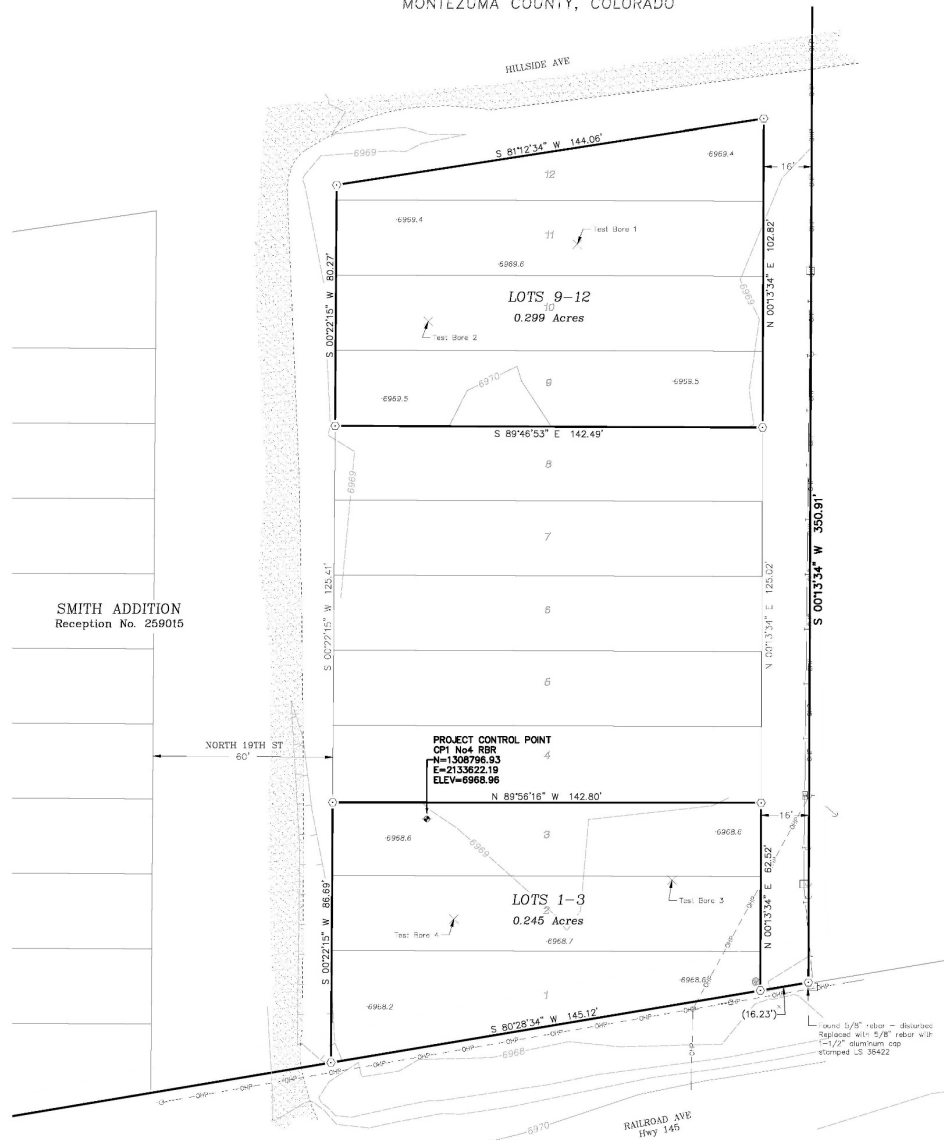 MONTEZUMA COUNTY, COLORADO
HILLSIDE AVE
6969
S 81°12'34" W 144.06'
6969.4
16'
12
6969.4
11
Test Bore 1
6969.6
S 00°22'15" W 80.27'
N 00°13'34" E 102.82'
6969
LOTS 9-12
10
0.299 Acres
Test Bore 2
6970
9
6969.5
6969.5
S 89°46'53" E 142.49'
8
6969
7
S 00°13'34" W 350.91'
SMITH ADDITION
Reception No. 259015
S 00°22'15" W 125.41'
N 00°13'34" E 125.02'
6
5
NORTH 19TH ST
60'
PROJECT CONTROL POINT
CP1 No4 RBR
N=1308796.93
E=2133622.19
ELEV=6968.96
4
N 89°56'16" W 142.80'
16'
3
6968.6
6968.6
6969
S 00°22'15" W 86.69'
N 00°13'34" E 62.52'
LOTS 1-3
2
0.245 Acres
Test Bore 3
Test Bore 4
6968.7
OHP
6968.6
1
6968.2
S 80°28'34" W 145.12'
(16.23')
OHP
Found 5/8" rebar - disturbed
Replaced with 5/8" rebar with
1-1/2" aluminum cap
stamped LS 38422
6968
6970
RAILROAD AVE
Hwy 145